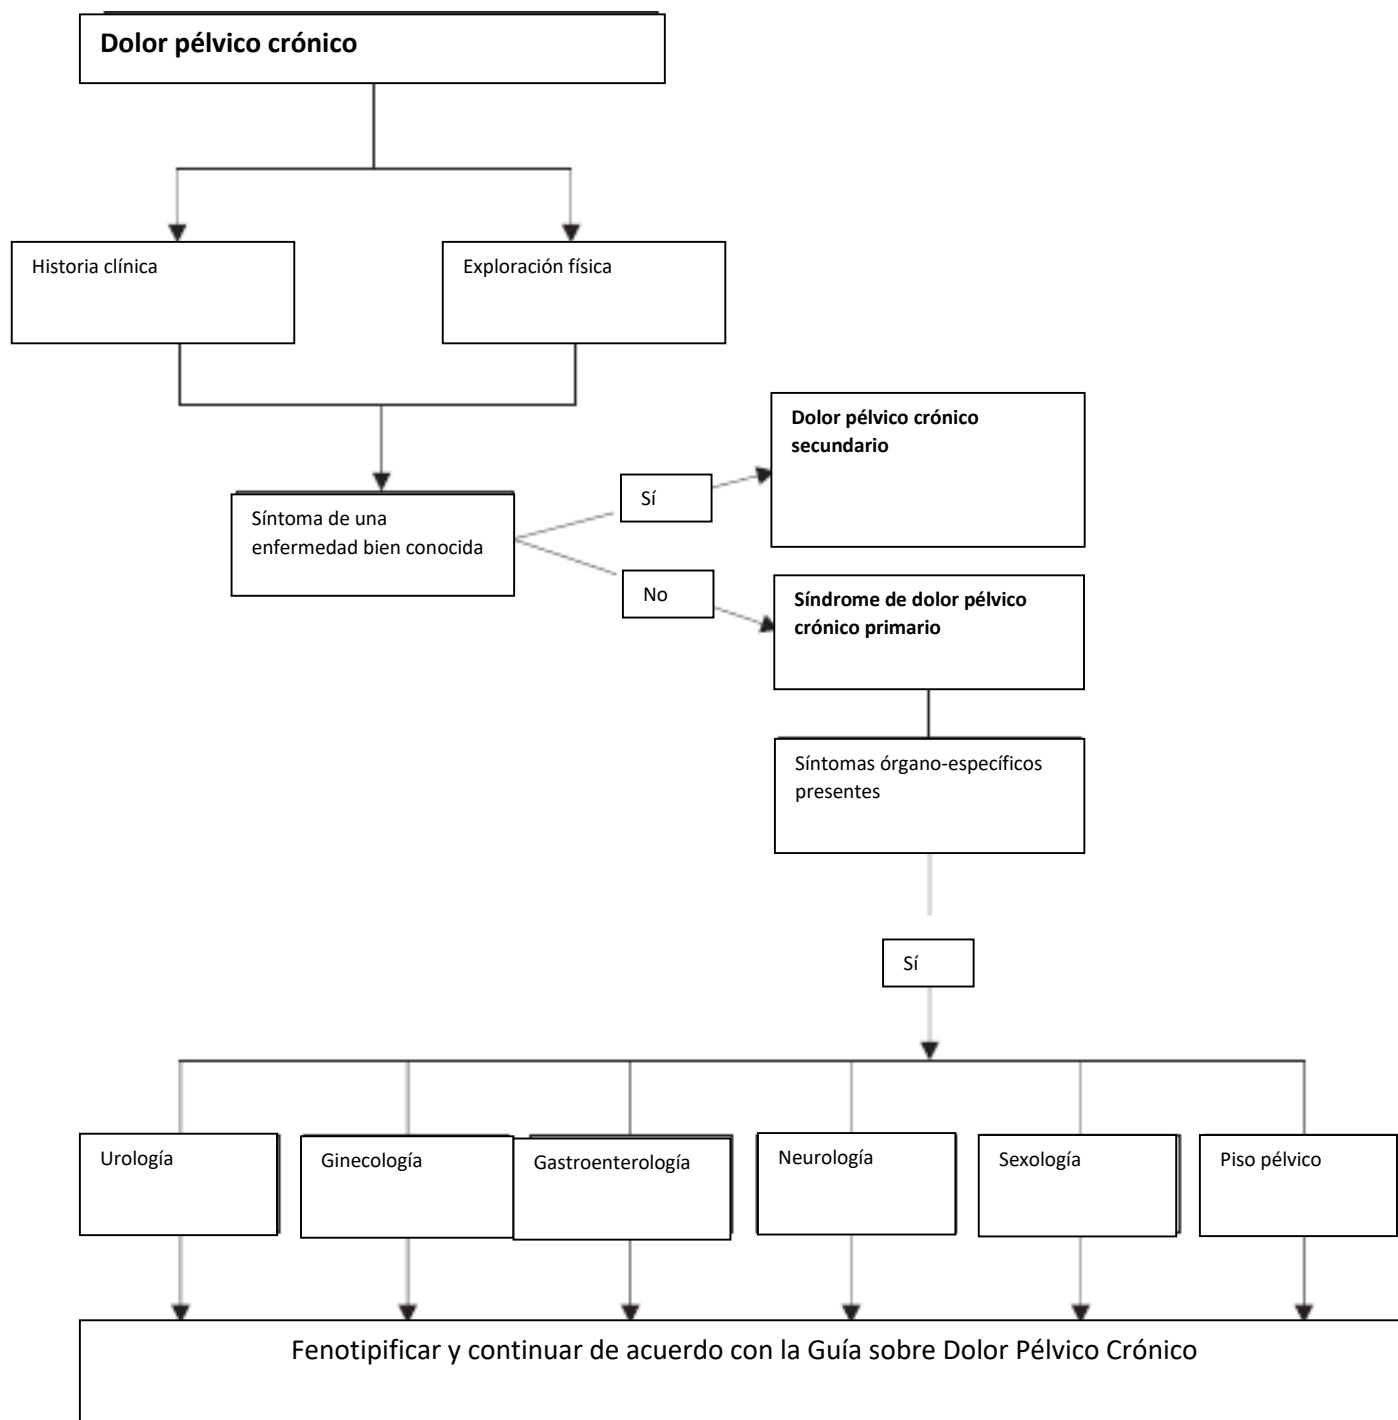 Dolor pélvico crónico
Historia clínica
Exploración física
Dolor pélvico crónico
secundario
Sí
Síntoma de una
enfermedad bien conocida
No
Síndrome de dolor pélvico
crónico primario
Síntomas órgano-específicos
presentes
Sí
Urología
Ginecología
Gastroenterología
Neurología
Sexología
Piso pélvico
Fenotipificar y continuar de acuerdo con la Guía sobre Dolor Pélvico Crónico